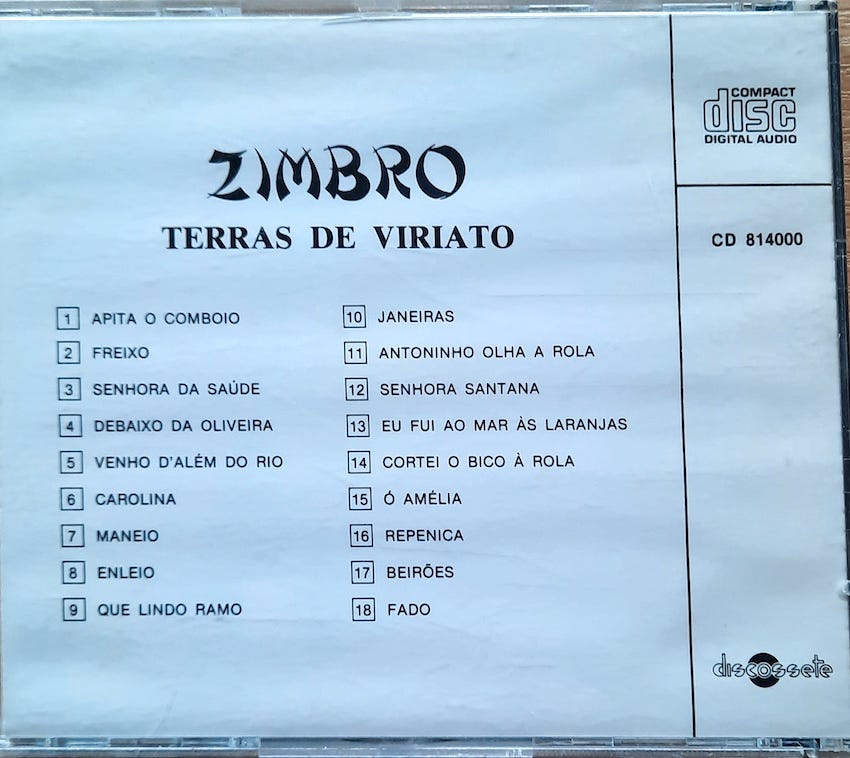 COMPACT
disc
DIGITAL AUDIO
ZIMBRO
TERRAS DE VIRIATO
CD 814000
1 APITA O COMBOIO
2 FREIXO
3 SENHORA DA SAÚDE
4 DEBAIXO DA OLIVEIRA
5 VENHO D'ALÉM DO RIO
6 CAROLINA
7 MANEIO
8 ENLEIO
9 QUE LINDO RAMO
10 JANEIRAS
11 ANTONINHO OLHA A ROLA
12 SENHORA SANTANA
13 EU FUI AO MAR ÀS LARANJAS
14 CORTEI O BICO À ROLA
15 Ó AMÉLIA
16 REPENICA
17 BEIRÕES
18 FADO
discossete